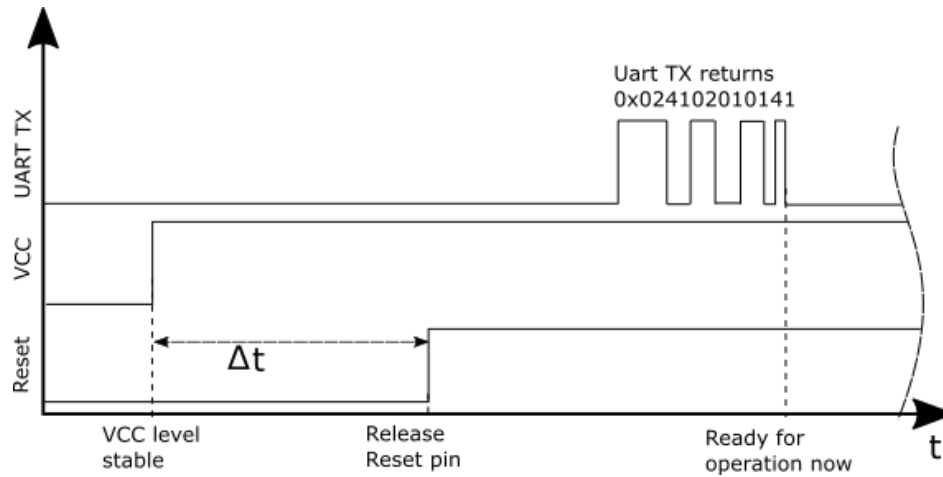 Uart TX returns
0x024102010141
UART TX
VCC
Reset
Δt
VCC level
stable
Release
Reset pin
Ready for
operation now
t